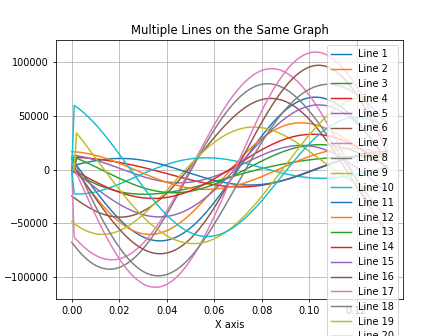 Multiple Lines on the Same Graph
100000
50000
0
−50000
−100000
0.00
0.02
0.04
0.06
0.08
0.10
X axis
Line 1
Line 2
Line 3
Line 4
Line 5
Line 6
Line 7
Line 8
Line 9
Line 10
Line 11
Line 12
Line 13
Line 14
Line 15
Line 16
Line 17
Line 18
Line 19
Line 20